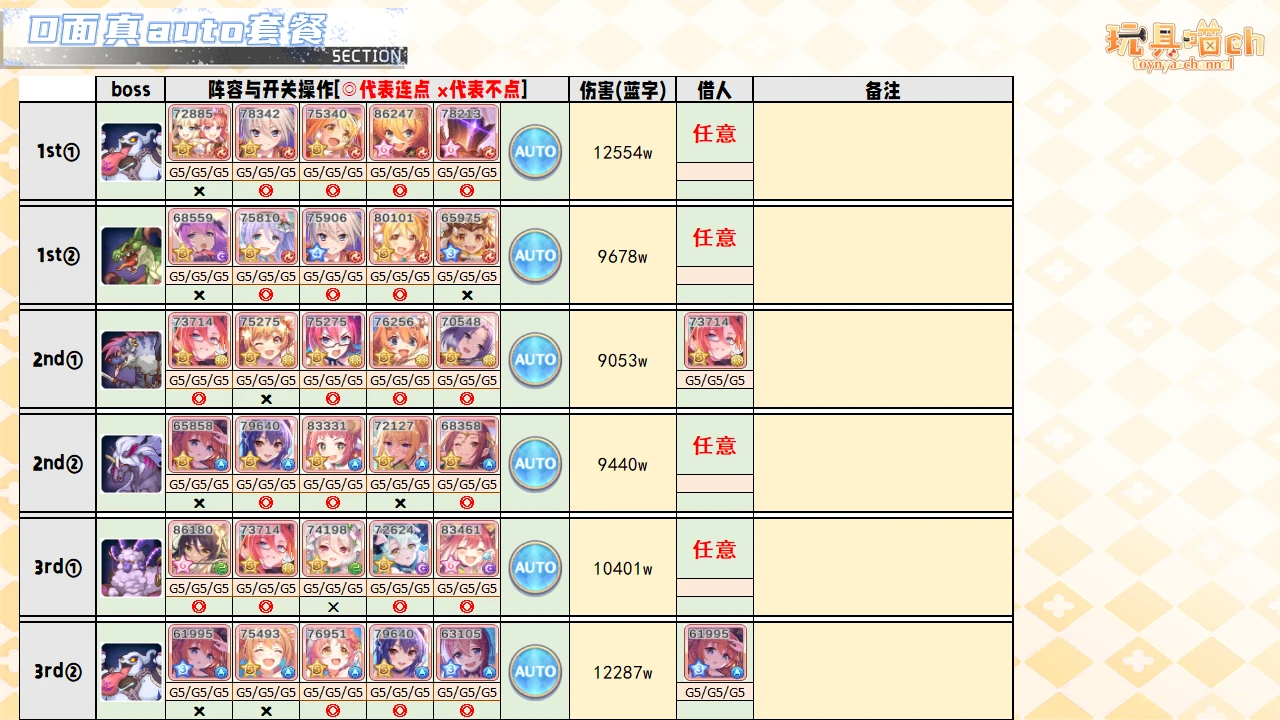 D面真auto套餐
SECTION
玩具喵ch
toynyaschannel
boss 阵容与开关操作[◎代表连点 ×代表不点] 伤害(蓝字) 借人 备注
72885 78342 75340 86247 78213
1st① AUTO 12554w 任意
G5/G5/G5 G5/G5/G5 G5/G5/G5 G5/G5/G5 G5/G5/G5
× ◎ ◎ ◎ ◎
68559 75810 75906 80101 65975
1st② AUTO 9678w 任意
G5/G5/G5 G5/G5/G5 G5/G5/G5 G5/G5/G5 G5/G5/G5
× ◎ ◎ ◎ ×
73714 75275 75275 76256 70548 73714
2nd① AUTO 9053w
G5/G5/G5 G5/G5/G5 G5/G5/G5 G5/G5/G5 G5/G5/G5 G5/G5/G5
◎ × ◎ ◎ ◎
65858 79640 83331 72127 68358
2nd② AUTO 9440w 任意
G5/G5/G5 G5/G5/G5 G5/G5/G5 G5/G5/G5 G5/G5/G5
× ◎ ◎ × ◎
86180 73714 74198 72624 83461
3rd① AUTO 10401w 任意
G5/G5/G5 G5/G5/G5 G5/G5/G5 G5/G5/G5 G5/G5/G5
◎ ◎ × ◎ ◎
61995 75493 76951 79640 63105 61995
3rd② AUTO 12287w
G5/G5/G5 G5/G5/G5 G5/G5/G5 G5/G5/G5 G5/G5/G5 G5/G5/G5
× × ◎ ◎ ◎